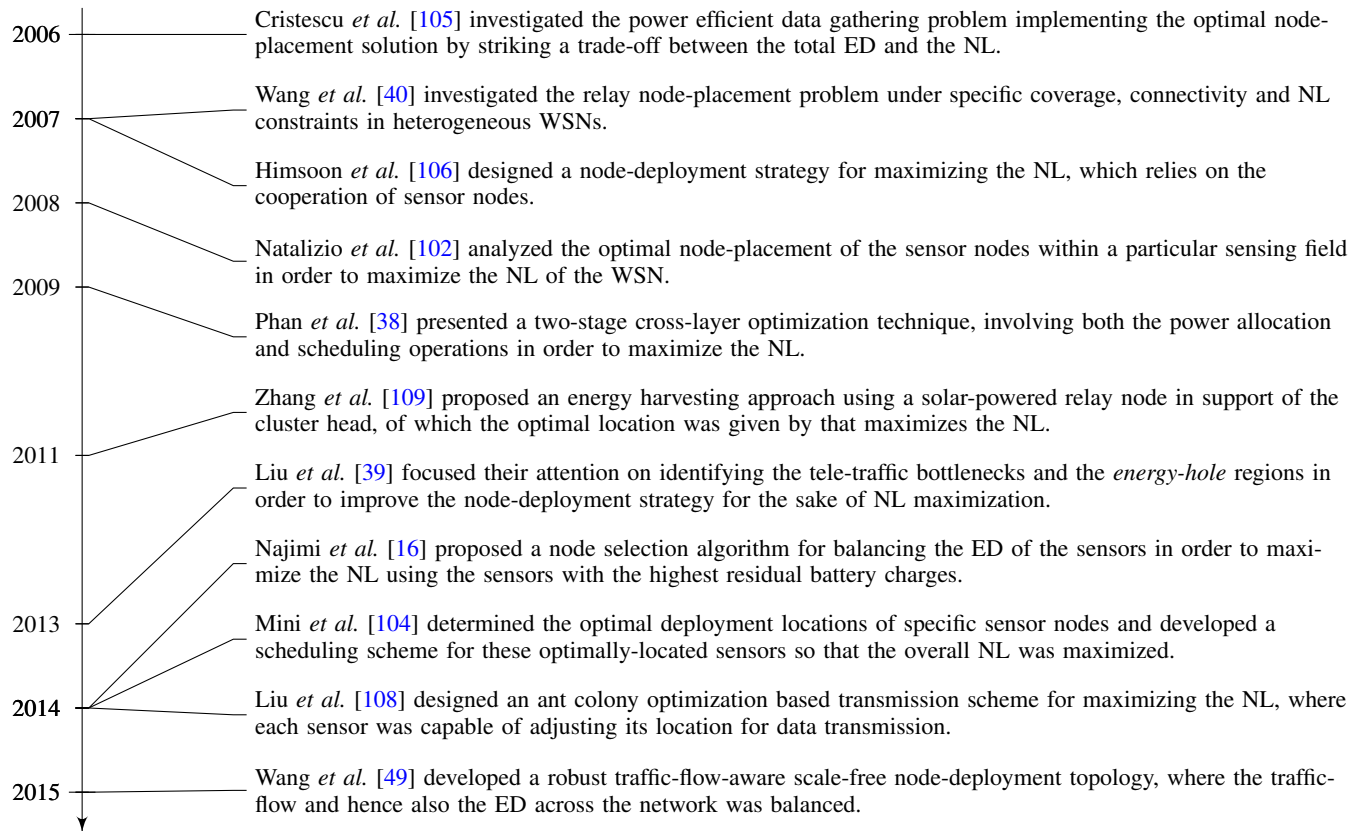 2006
Cristescu et al. [105] investigated the power efficient data gathering problem implementing the optimal node-
placement solution by striking a trade-off between the total ED and the NL.
2007
Wang et al. [40] investigated the relay node-placement problem under specific coverage, connectivity and NL
constraints in heterogeneous WSNs.
Himsoon et al. [106] designed a node-deployment strategy for maximizing the NL, which relies on the
cooperation of sensor nodes.
2008
Natalizio et al. [102] analyzed the optimal node-placement of the sensor nodes within a particular sensing field
in order to maximize the NL of the WSN.
2009
Phan et al. [38] presented a two-stage cross-layer optimization technique, involving both the power allocation
and scheduling operations in order to maximize the NL.
Zhang et al. [109] proposed an energy harvesting approach using a solar-powered relay node in support of the
cluster head, of which the optimal location was given by that maximizes the NL.
2011
Liu et al. [39] focused their attention on identifying the tele-traffic bottlenecks and the energy-hole regions in
order to improve the node-deployment strategy for the sake of NL maximization.
Najimi et al. [16] proposed a node selection algorithm for balancing the ED of the sensors in order to maxi-
mize the NL using the sensors with the highest residual battery charges.
2013
Mini et al. [104] determined the optimal deployment locations of specific sensor nodes and developed a
scheduling scheme for these optimally-located sensors so that the overall NL was maximized.
2014
Liu et al. [108] designed an ant colony optimization based transmission scheme for maximizing the NL, where
each sensor was capable of adjusting its location for data transmission.
2015
Wang et al. [49] developed a robust traffic-flow-aware scale-free node-deployment topology, where the traffic-
flow and hence also the ED across the network was balanced.